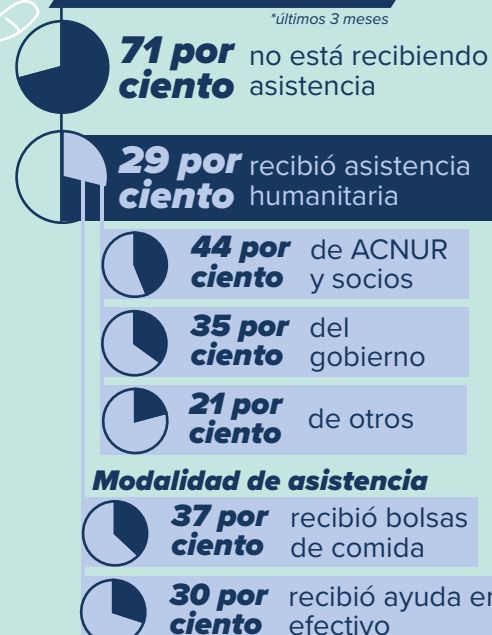 *últimos 3 meses
71 por ciento no está recibiendo asistencia
29 por ciento recibió asistencia humanitaria
44 por ciento de ACNUR y socios
35 por ciento del gobierno
21 por ciento de otros
Modalidad de asistencia
37 por ciento recibió bolsas de comida
30 por ciento recibió ayuda en efectivo